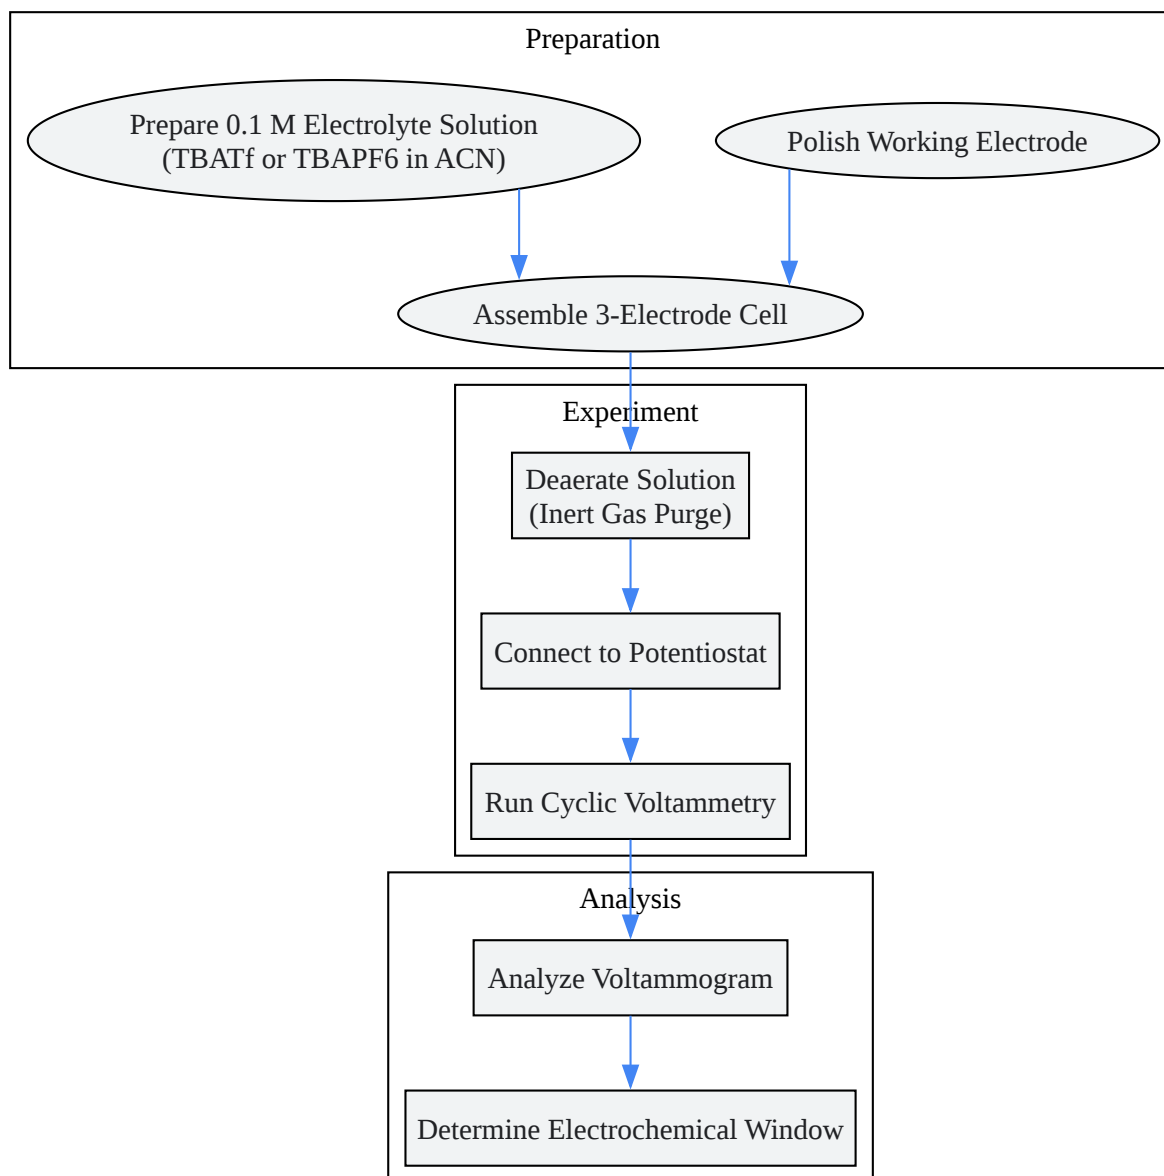 Preparation
Prepare 0.1 M Electrolyte Solution
(TBATf or TBAPF6 in ACN)
Polish Working Electrode
Assemble 3-Electrode Cell
Experiment
Deaerate Solution
(Inert Gas Purge)
Connect to Potentiostat
Run Cyclic Voltammetry
Analysis
Analyze Voltammogram
Determine Electrochemical Window